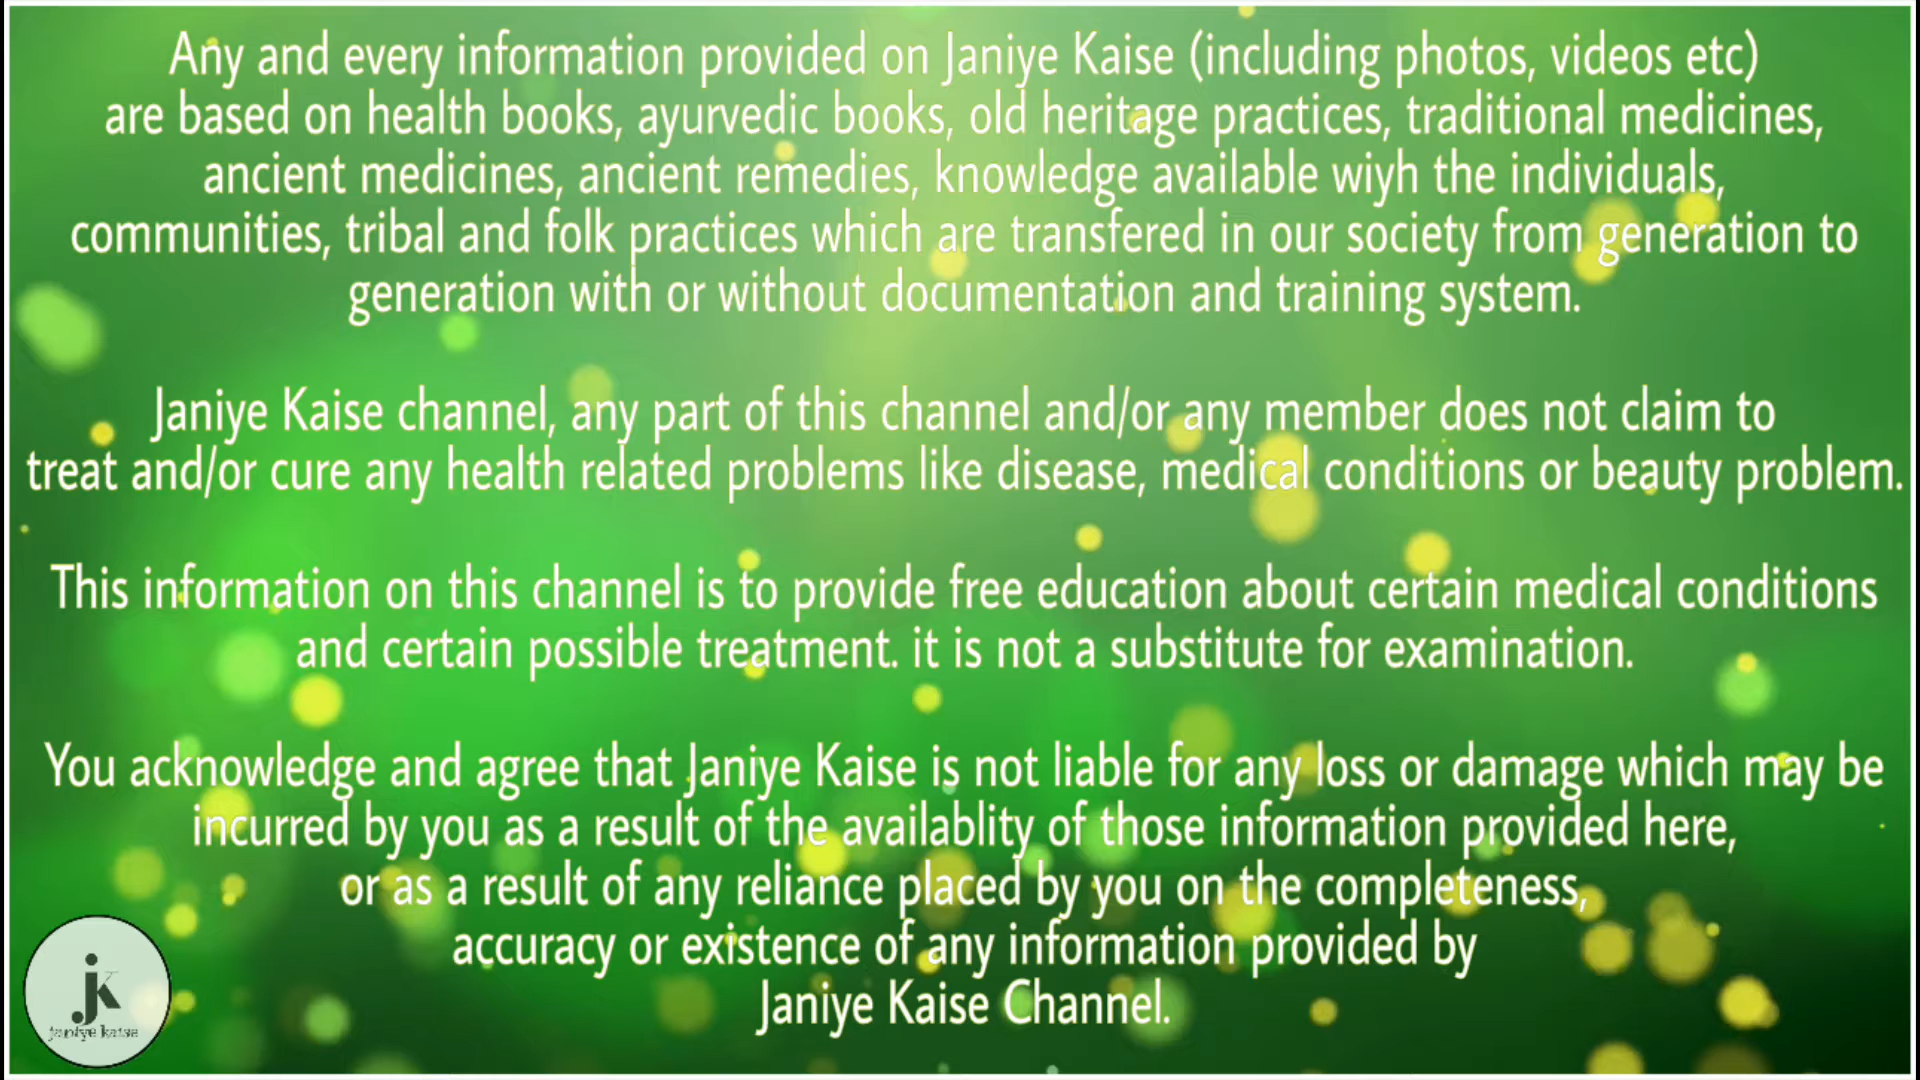 Any and every information provided on Janiye Kaise (including photos, videos etc)
are based on health books, ayurvedic books, old heritage practices, traditional medicines,
ancient medicines, ancient remedies, knowledge available wiyh the individuals,
communities, tribal and folk practices which are transfered in our society from generation to
generation with or without documentation and training system.
Janiye Kaise channel, any part of this channel and/or any member does not claim to
treat and/or cure any health related problems like disease, medical conditions or beauty problem.
This information on this channel is to provide free education about certain medical conditions
and certain possible treatment. it is not a substitute for examination.
You acknowledge and agree that Janiye Kaise is not liable for any loss or damage which may be
incurred by you as a result of the availablity of those information provided here,
or as a result of any reliance placed by you on the completeness,
accuracy or existence of any information provided by
Janiye Kaise Channel.
jk
janiye kaise